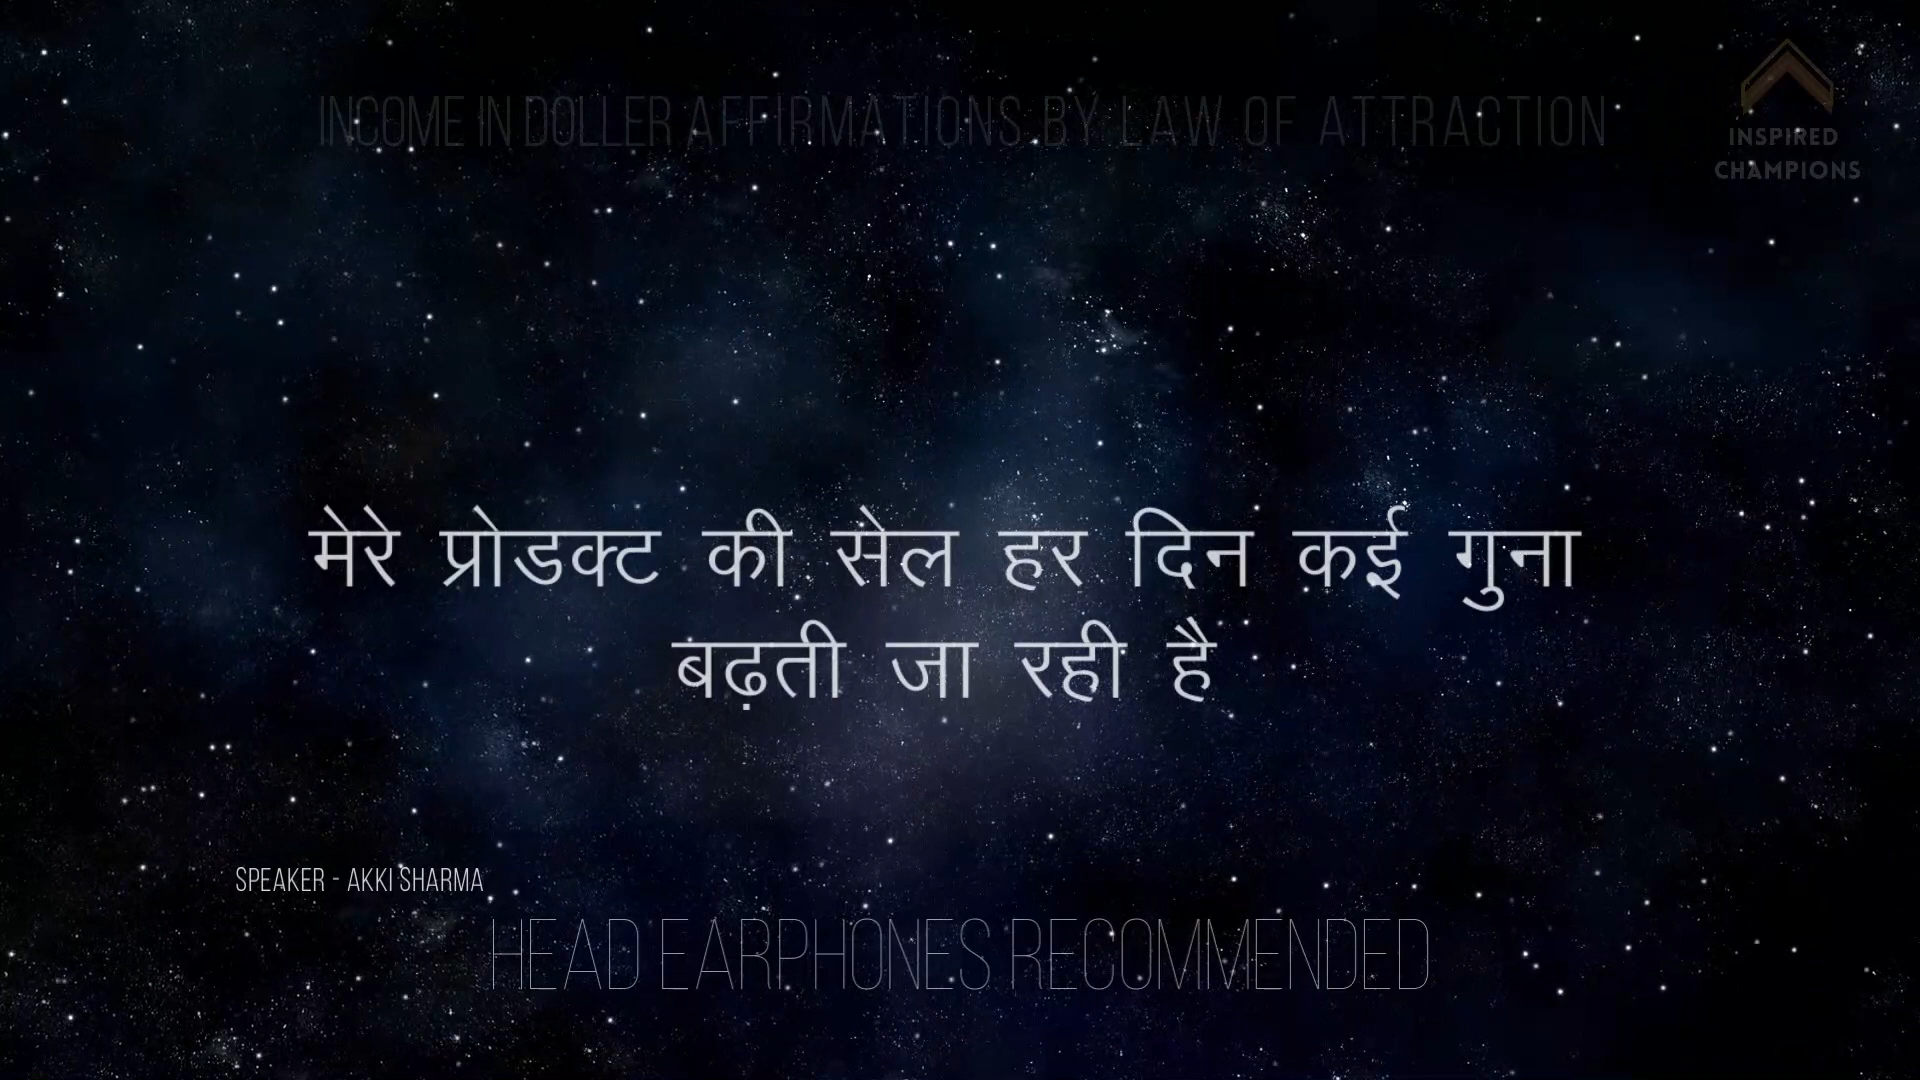 INCOME IN DOLLER AFFIRMATIONS BY LAW OF ATTRACTION
INSPIRED
CHAMPIONS
मेरे प्रोडक्ट की सेल हर दिन कई गुना
बढ़ती जा रही है
SPEAKER - AKKI SHARMA
HEAD EARPHONES RECOMMENDED